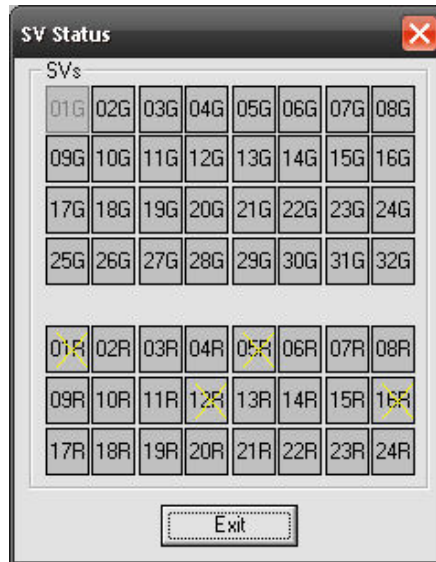 SV Status
SVs
01G 02G 03G 04G 05G 06G 07G 08G
09G 10G 11G 12G 13G 14G 15G 16G
17G 18G 19G 20G 21G 22G 23G 24G
25G 26G 27G 28G 29G 30G 31G 32G
01R 02R 03R 04R 05R 06R 07R 08R
09R 10R 11R 12R 13R 14R 15R 16R
17R 18R 19R 20R 21R 22R 23R 24R
Exit